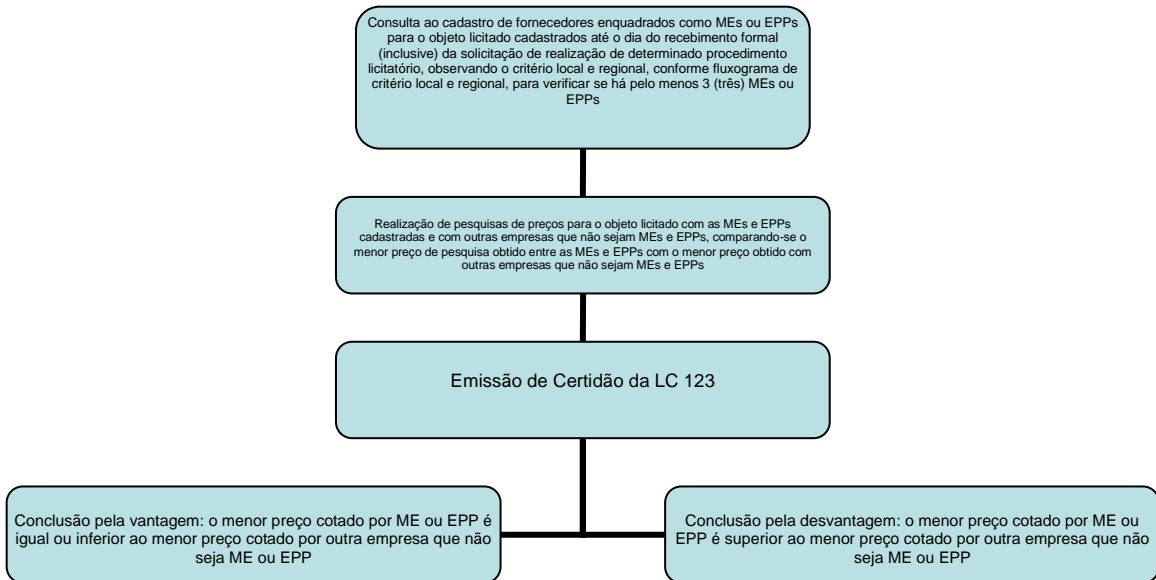 Consulta ao cadastro de fornecedores enquadrados como MEs ou EPPs
para o objeto licitado cadastrados até o dia do recebimento formal
(inclusive) da solicitação de realização de determinado procedimento
licitatório, observando o critério local e regional, conforme fluxograma de
critério local e regional, para verificar se há pelo menos 3 (três) MEs ou
EPPs
Realização de pesquisas de preços para o objeto licitado com as MEs e EPPs
cadastradas e com outras empresas que não sejam MEs e EPPs, comparando-se o
menor preço de pesquisa obtido entre as MEs e EPPs com o menor preço obtido com
outras empresas que não sejam MEs e EPPs
Emissão de Certidão da LC 123
Conclusão pela vantagem: o menor preço cotado por ME ou EPP é
igual ou inferior ao menor preço cotado por outra empresa que não
seja ME ou EPP
Conclusão pela desvantagem: o menor preço cotado por ME ou
EPP é superior ao menor preço cotado por outra empresa que não
seja ME ou EPP